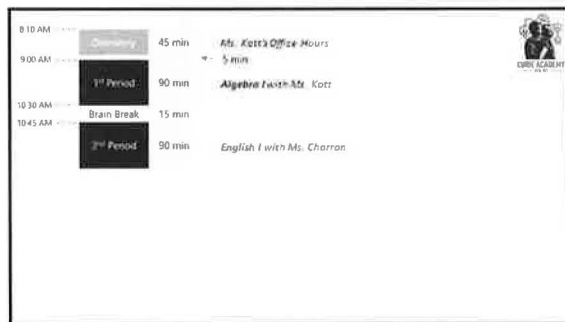 8:10 AM
45 min Ms. Kott's Office Hours
9:00 AM 5 min
1st Period 90 min Algebra I with Ms. Kott
10:30 AM
Brain Break 15 min
10:45 AM
2nd Period 90 min English I with Ms. Charron
CURIE ACADEMY